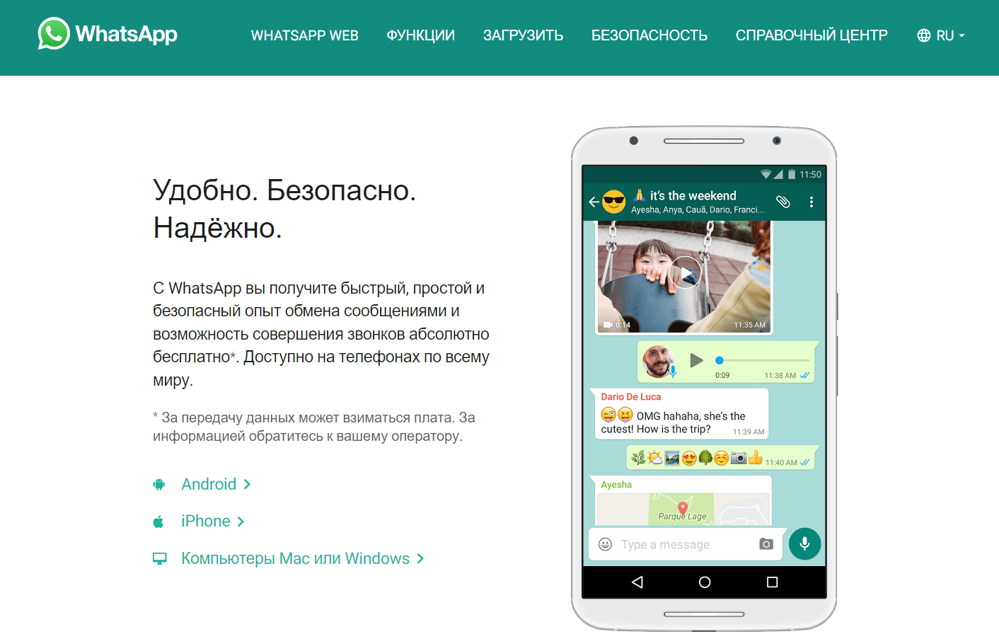 WhatsApp
WHATSAPP WEB
ФУНКЦИИ
ЗАГРУЗИТЬ
БЕЗОПАСНОСТЬ
СПРАВОЧНЫЙ ЦЕНТР
RU
Удобно. Безопасно.
Надёжно.
С WhatsApp вы получите быстрый, простой и
безопасный опыт обмена сообщениями и
возможность совершения звонков абсолютно
бесплатно*. Доступно на телефонах по всему
миру.
* За передачу данных может взиматься плата. За
информацией обратитесь к вашему оператору.
Android
iPhone
Компьютеры Mac или Windows
11:50
🙏 it's the weekend
Ayesha, Anya, Cauã, Dario, Franci...
0:14
11:35 AM
0:09
11:38 AM
Dario De Luca
😜😝 OMG hahaha, she's the
cutest! How is the trip?
11:39 AM
🌿🌤🏞😍🌳☺📷👍 11:40 AM
Ayesha
Parque Lage
Type a message